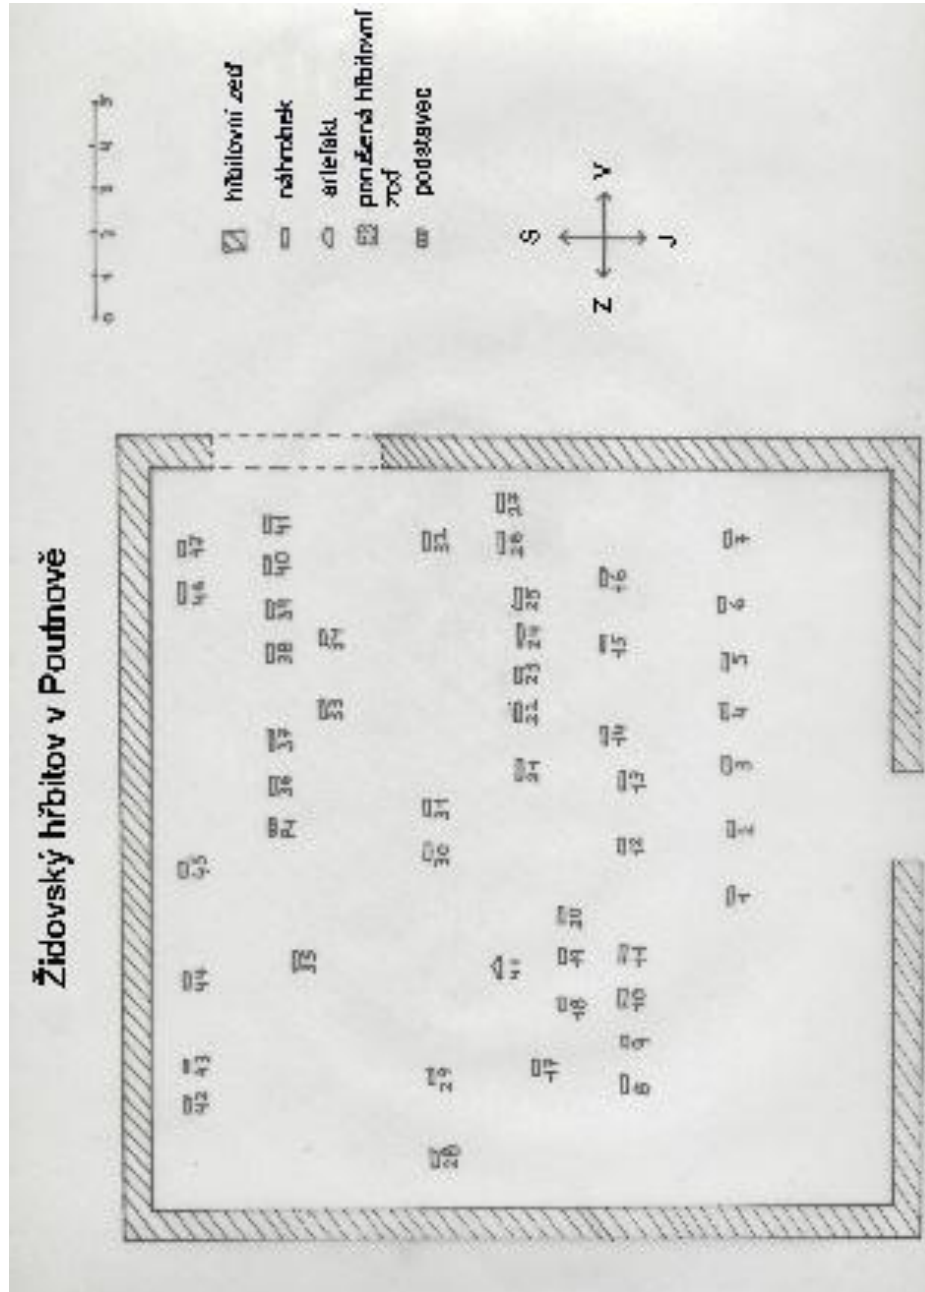 Židovský hřbitov v Poutnově
0 1 2 3 4 5
hřbitovní zeď
náhrobek
artefakt
porušená hřbitovní
zeď
podstavec
S
Z V
J
42 43 44 45 46 47
35
P1 36 37 38 39 40 41
33 34
28 29 30 31 32
26 27
17 21 22 23 24 25
18 19 20
8 9 10 11 12 13 14 15 16
1 2 3 4 5 6 7